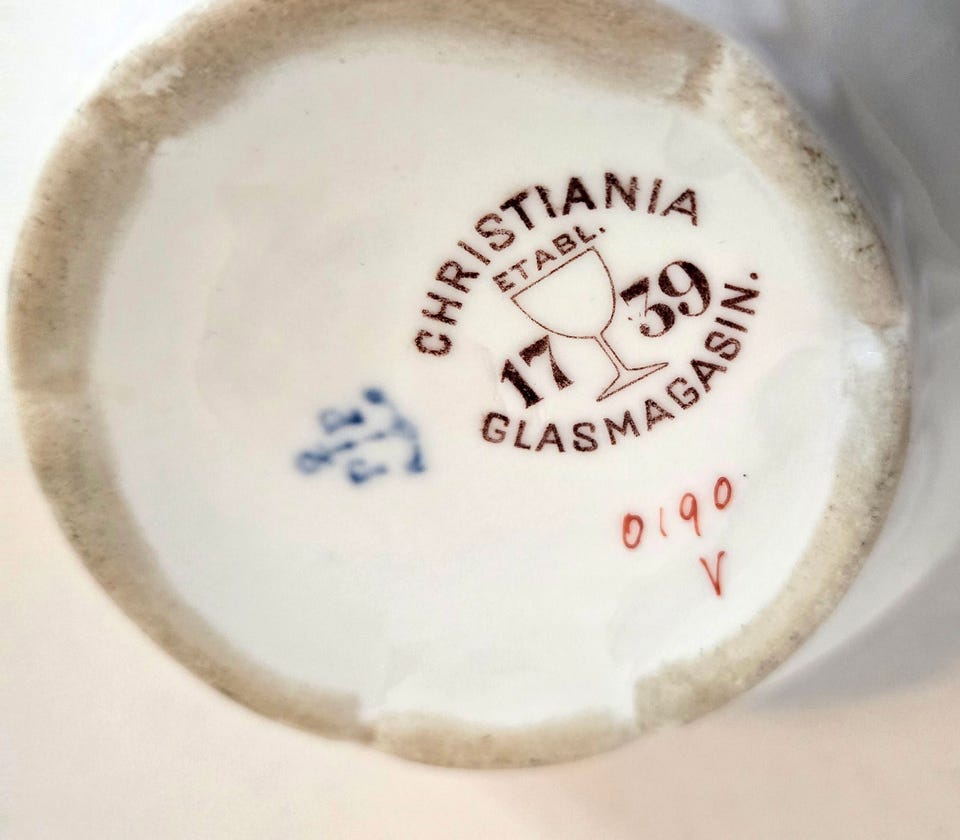 CHRISTIANIA
ETABL.
17 39
GLASMAGASIN.
0190
V